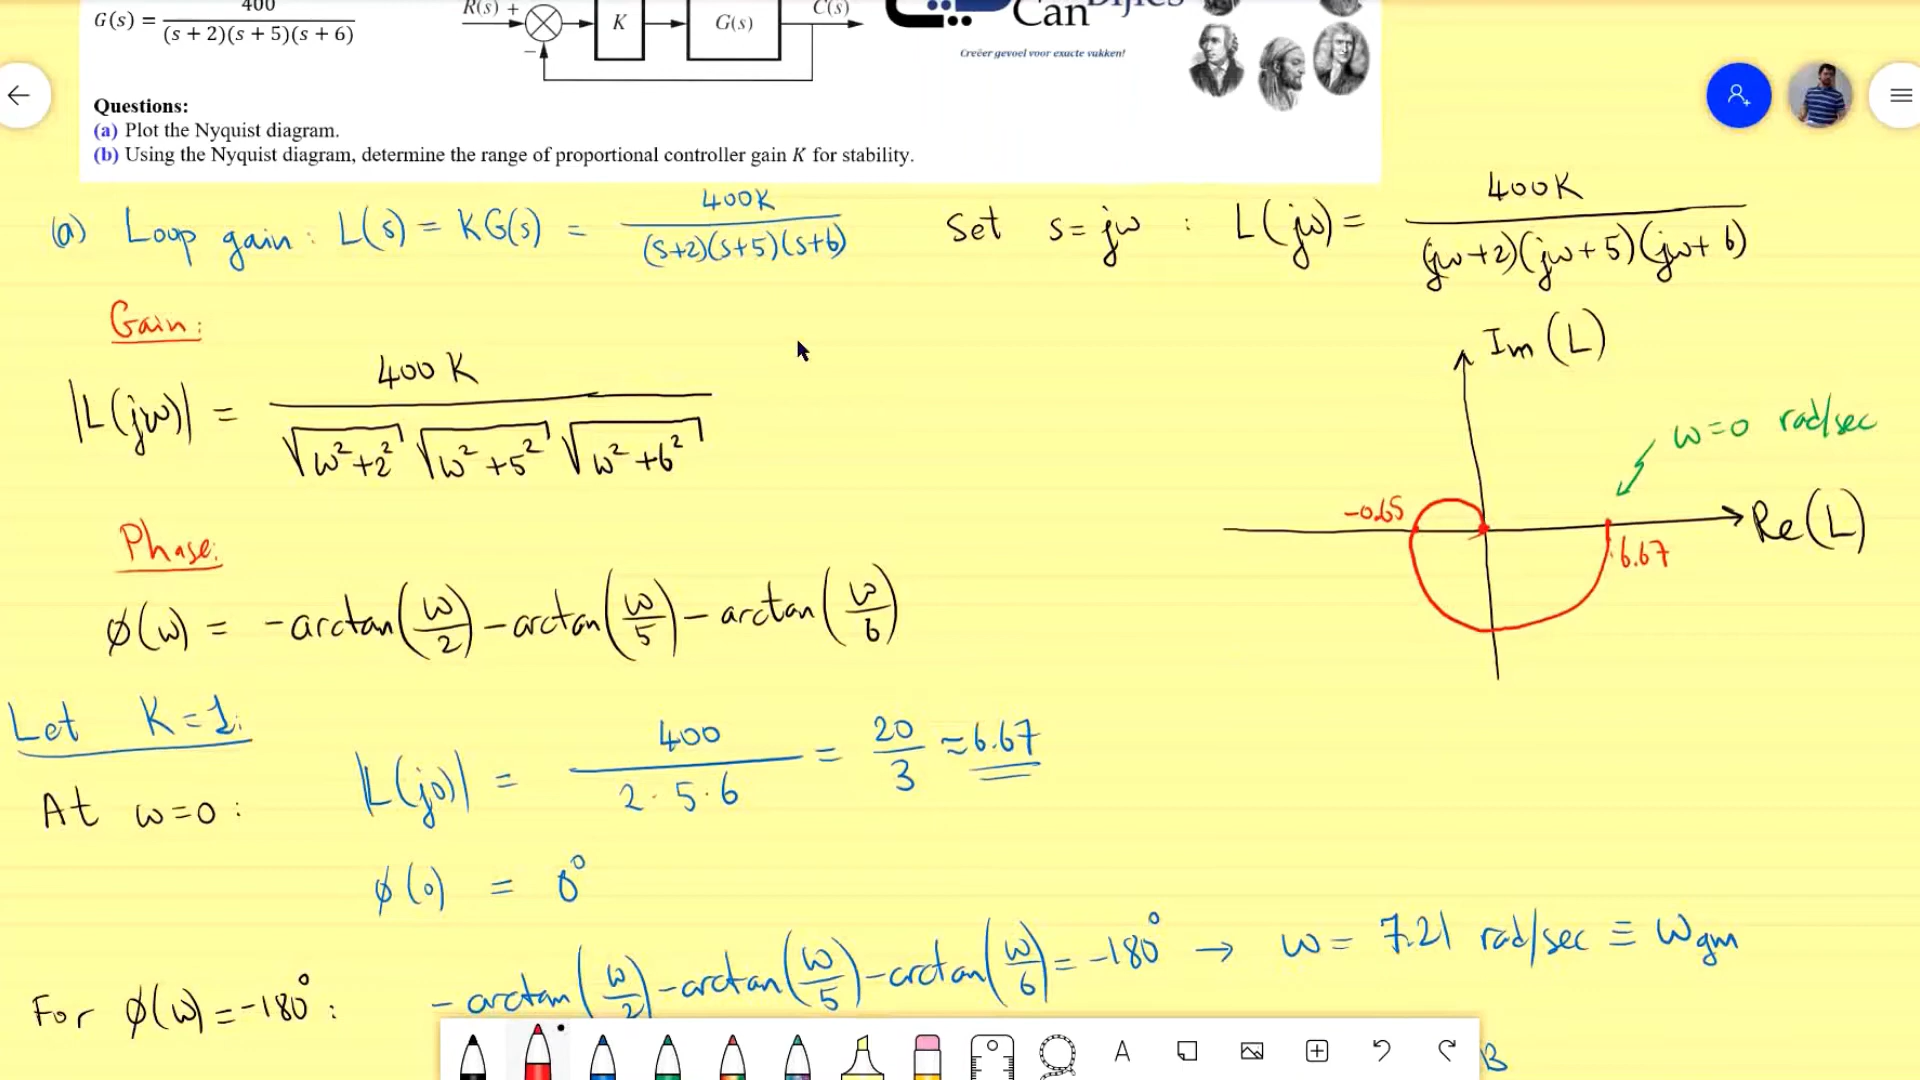 G(s) = 400 / (s + 2)(s + 5)(s + 6)
R(s) + − K G(s) C(s)
Can
Creëer gevoel voor exacte vakken!
Questions:
(a) Plot the Nyquist diagram.
(b) Using the Nyquist diagram, determine the range of proportional controller gain K for stability.
(a) Loop gain: L(s) = KG(s) = 400K / (s+2)(s+5)(s+6) Set s=jω : L(jω) = 400K / (jω+2)(jω+5)(jω+6)
Gain:
|L(jω)| = 400 K / √ω²+2² √ω²+5² √ω²+6²
Im(L)
ω=0 rad/sec
-0.65
Re(L)
6.67
Phase:
φ(ω) = -arctan(ω/2) - arctan(ω/5) - arctan(ω/6)
Let K=1:
At ω=0 : |L(j0)| = 400 / 2·5·6 = 20/3 ≈ 6.67
φ(0) = 0°
For φ(ω) = -180° : -arctan(ω/2) - arctan(ω/5) - arctan(ω/6) = -180° → ω = 7.21 rad/sec ≡ ωgm
A